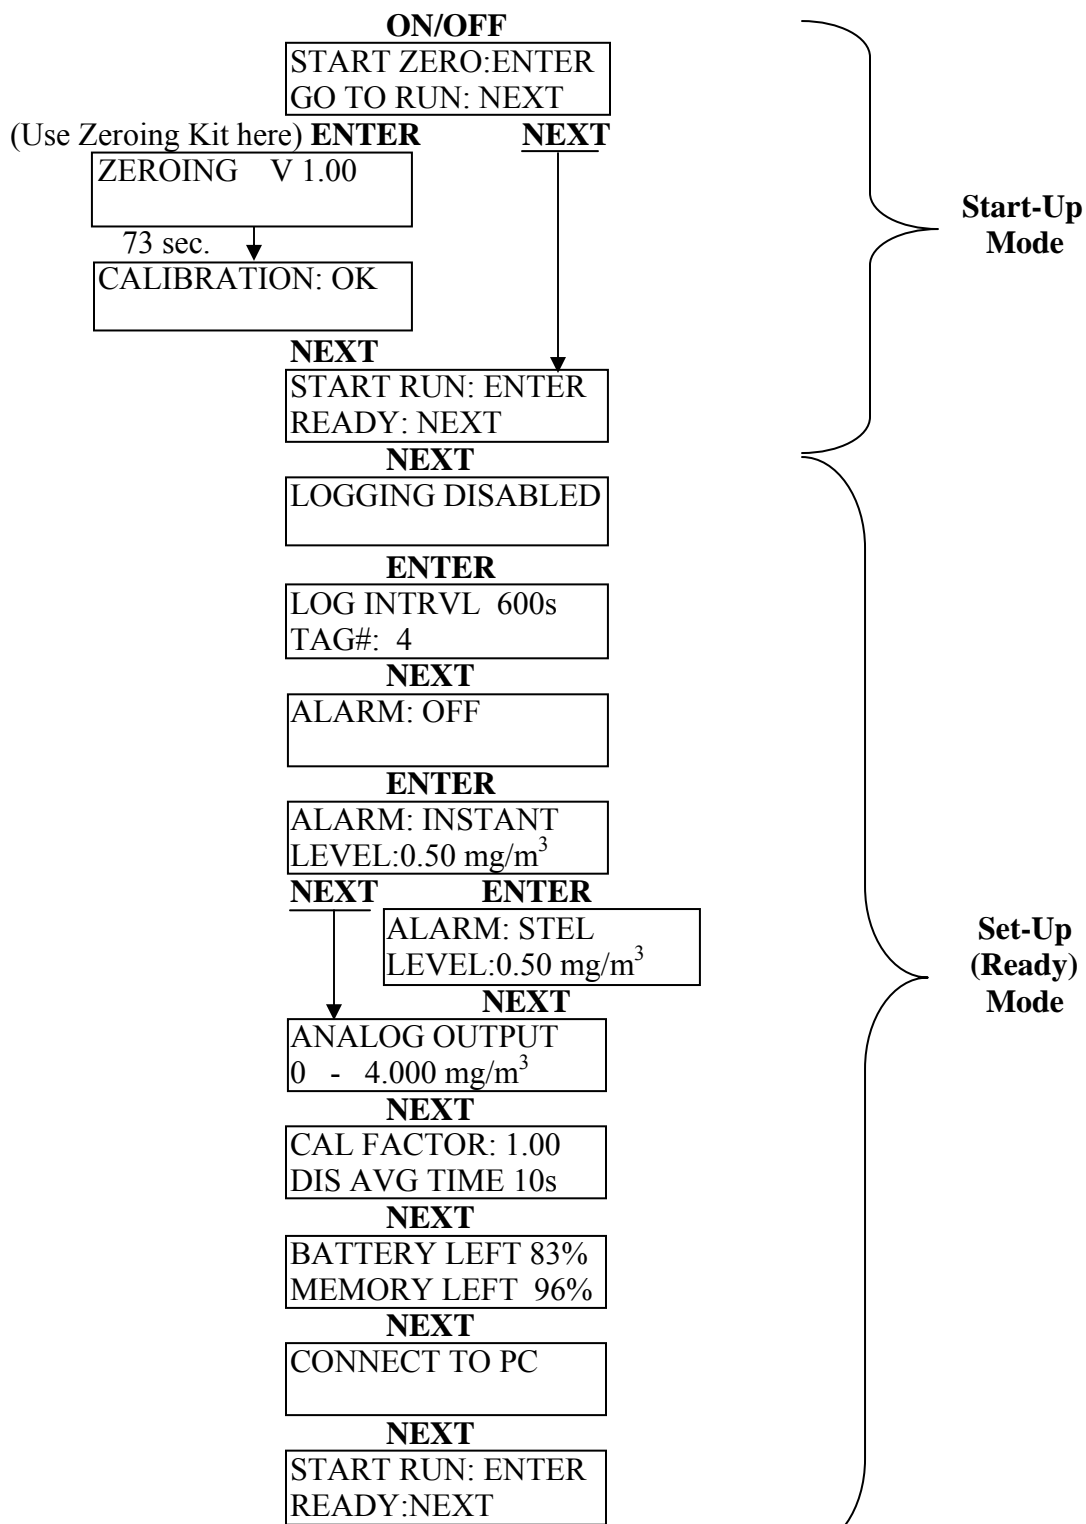 ON/OFF
START ZERO:ENTER
GO TO RUN: NEXT
(Use Zeroing Kit here) ENTER
NEXT
ZEROING V 1.00
73 sec.
CALIBRATION: OK
Start-Up
Mode
NEXT
START RUN: ENTER
READY: NEXT
NEXT
LOGGING DISABLED
ENTER
LOG INTRVL 600s
TAG#: 4
NEXT
ALARM: OFF
ENTER
ALARM: INSTANT
LEVEL:0.50 mg/m³
NEXT
ENTER
ALARM: STEL
LEVEL:0.50 mg/m³
NEXT
Set-Up
(Ready)
Mode
ANALOG OUTPUT
0 - 4.000 mg/m³
NEXT
CAL FACTOR: 1.00
DIS AVG TIME 10s
NEXT
BATTERY LEFT 83%
MEMORY LEFT 96%
NEXT
CONNECT TO PC
NEXT
START RUN: ENTER
READY:NEXT